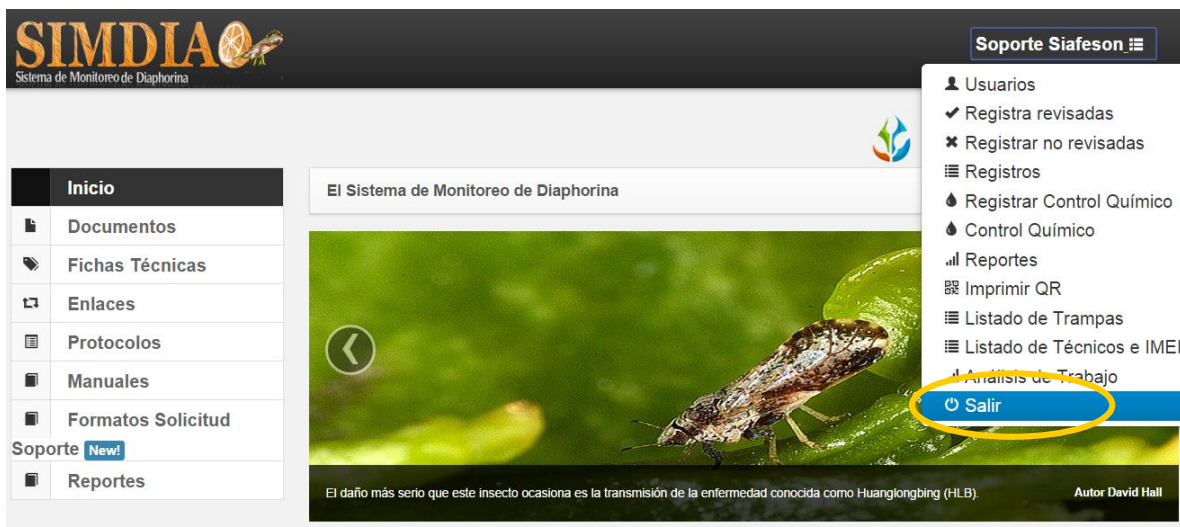 SIMDIA
Sistema de Monitoreo de Diaphorina
Soporte Siafeson
Usuarios
Registra revisadas
Registrar no revisadas
Registros
Registrar Control Químico
Control Químico
Reportes
Imprimir QR
Listado de Trampas
Listado de Técnicos e IMEI
Análisis de Trabajo
Salir
Inicio
Documentos
Fichas Técnicas
Enlaces
Protocolos
Manuales
Formatos Solicitud
Soporte New!
Reportes
El Sistema de Monitoreo de Diaphorina
El daño más serio que este insecto ocasiona es la transmisión de la enfermedad conocida como Huanglongbing (HLB).
Autor David Hall